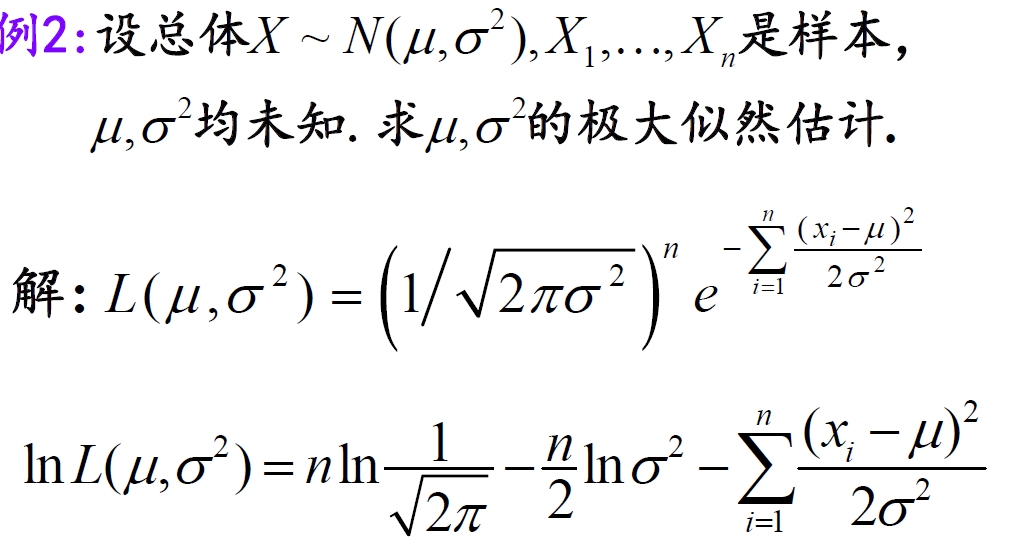 例2:设总体X ~ N(μ,σ²),X₁,…,Xₙ是样本,
μ,σ²均未知.求μ,σ²的极大似然估计.
解:L(μ,σ²) = (1/√(2πσ²))ⁿ e^(-∑_{i=1}^{n} (xᵢ-μ)²/(2σ²))
ln L(μ,σ²) = n ln 1/√(2π) - n/2 ln σ² - ∑_{i=1}^{n} (xᵢ-μ)²/(2σ²)